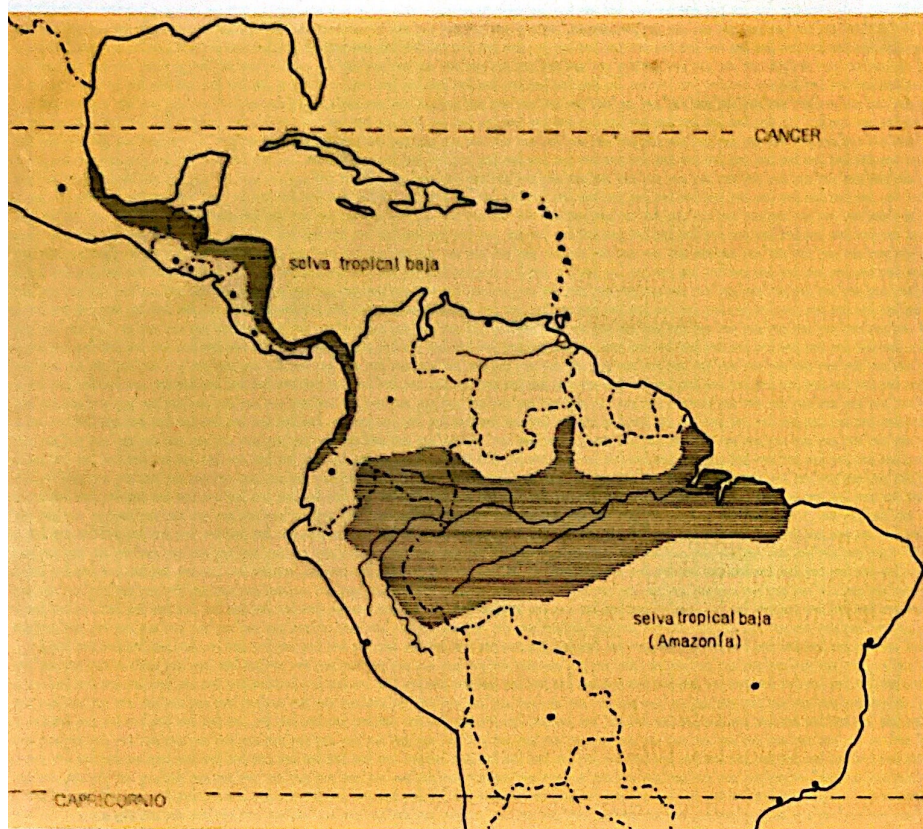 CANCER
selva tropical baja
selva tropical baja
(Amazonía)
CAPRICORNIO